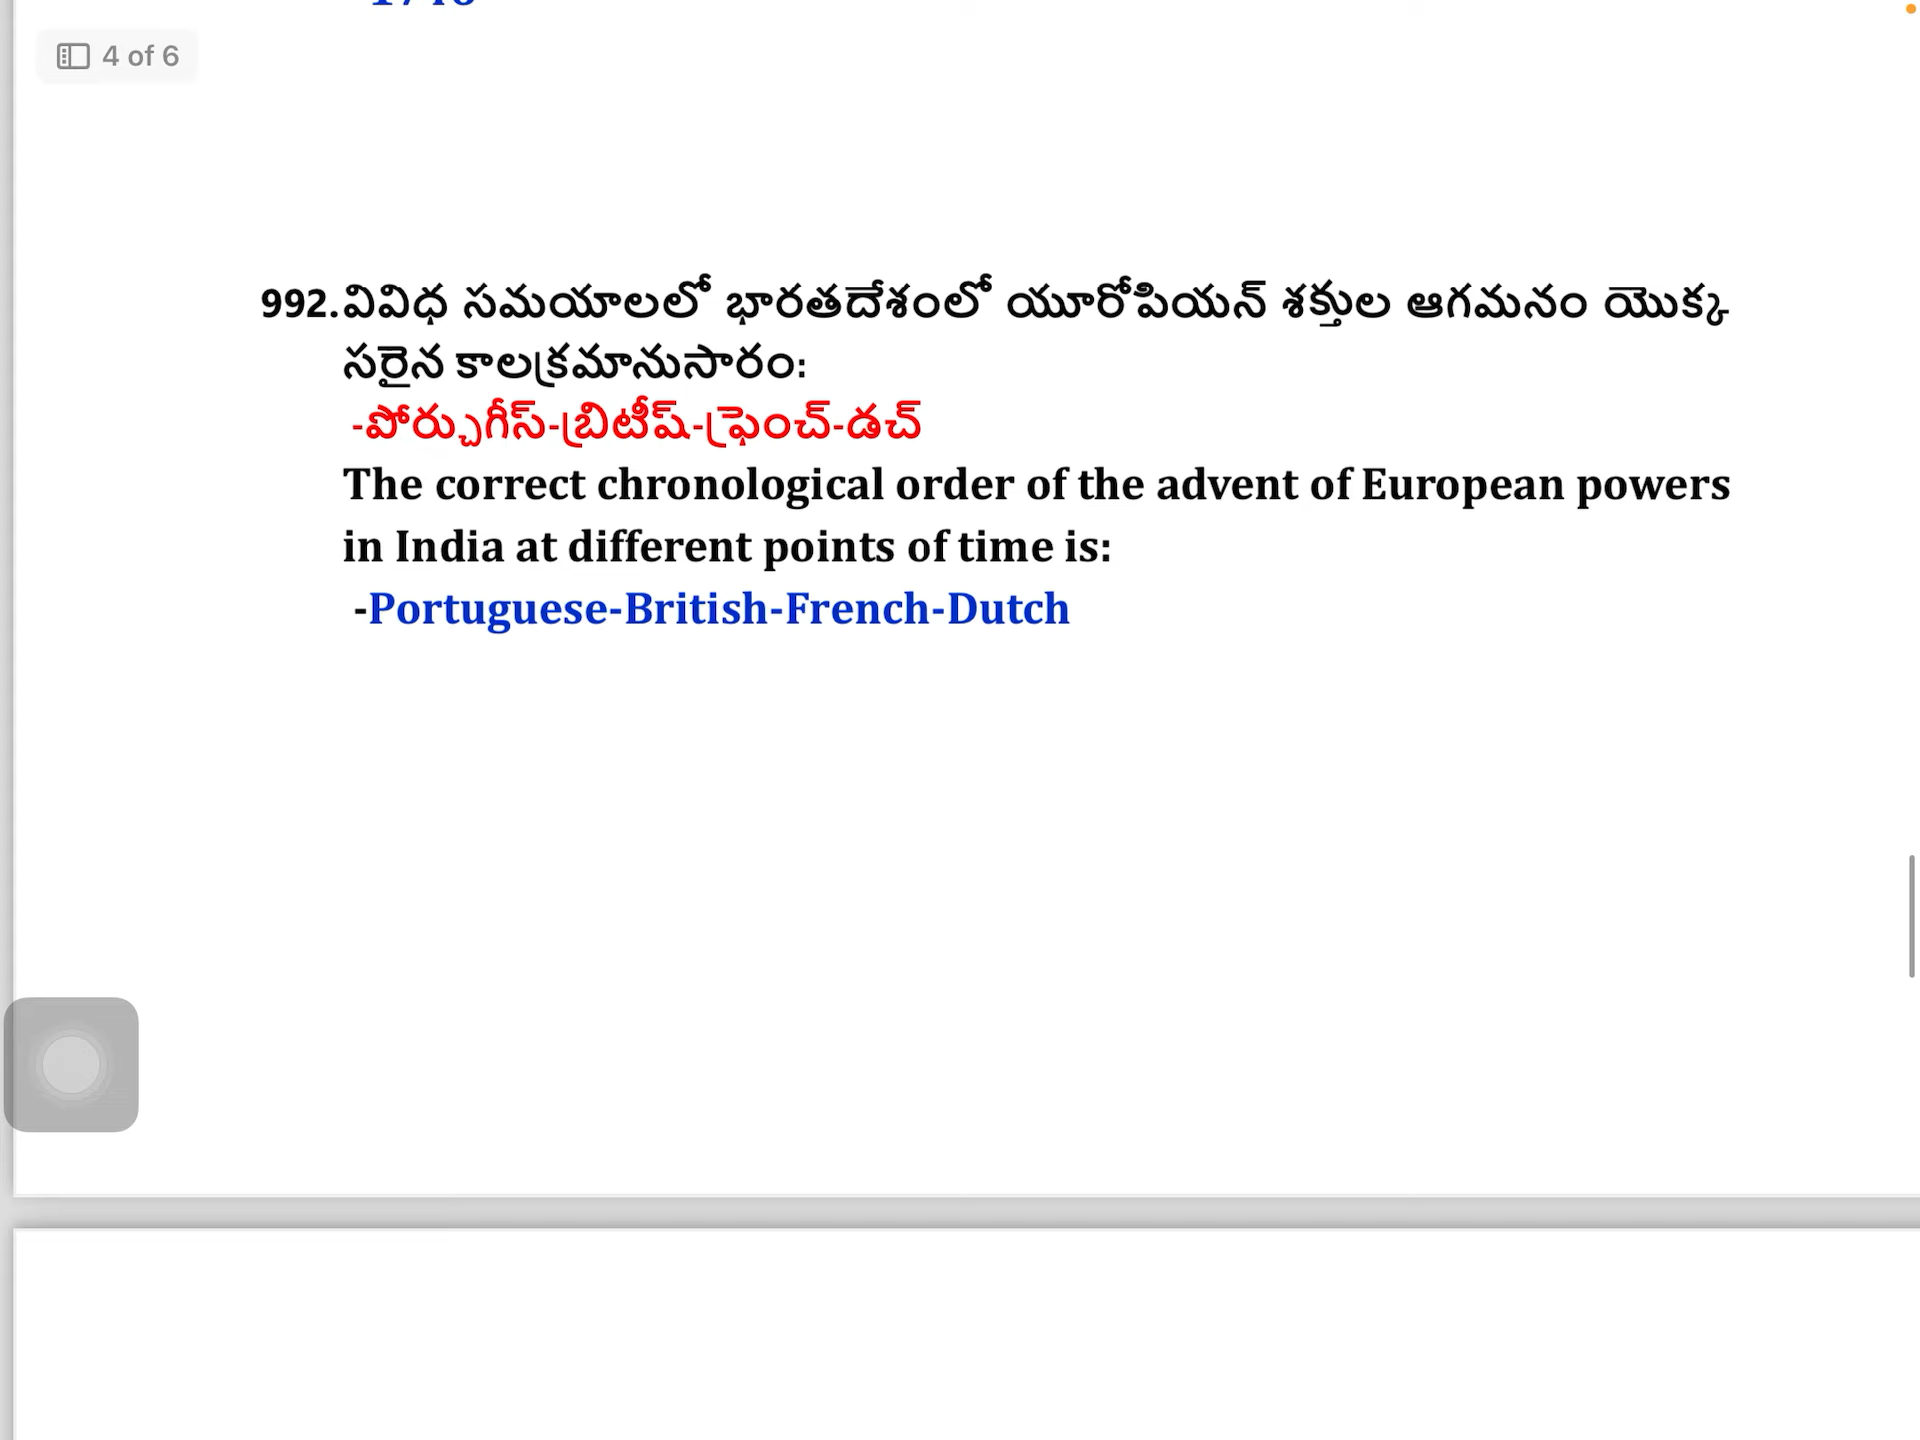 4 of 6
992.వివిధ సమయాలలో భారతదేశంలో యూరోపియన్ శక్తుల ఆగమనం యొక్క
సరైన కాలక్రమానుసారం:
-పోర్చుగీస్-బ్రిటీష్-ఫ్రెంచ్-డచ్
The correct chronological order of the advent of European powers
in India at different points of time is:
-Portuguese-British-French-Dutch